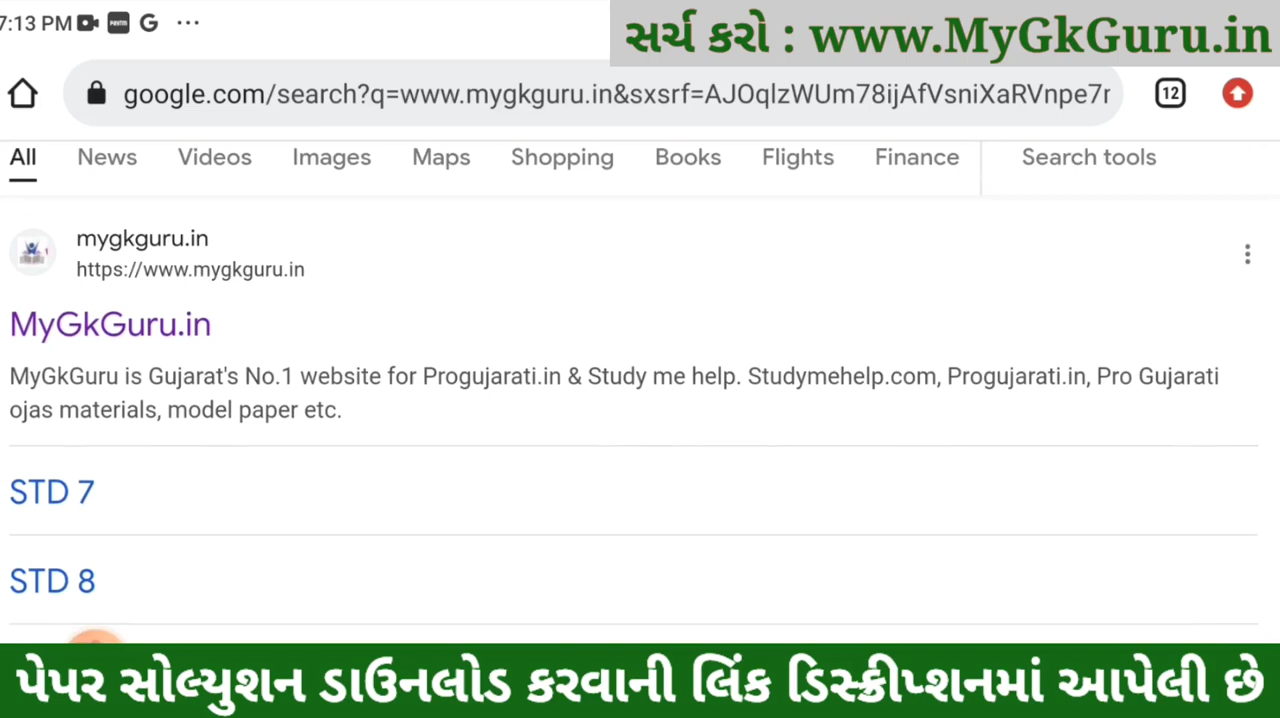 7:13 PM
સર્ચ કરો : www.MyGkGuru.in
google.com/search?q=www.mygkguru.in&sxsrf=AJOqlzWUm78ijAfVsniXaRVnpe7r
12
All News Videos Images Maps Shopping Books Flights Finance Search tools
mygkguru.in
https://www.mygkguru.in
MyGkGuru.in
MyGkGuru is Gujarat's No.1 website for Progujarati.in & Study me help. Studymehelp.com, Progujarati.in, Pro Gujarati
ojas materials, model paper etc.
STD 7
STD 8
પેપર સોલ્યુશન ડાઉનલોડ કરવાની લિંક ડિસ્ક્રીપ્શનમાં આપેલી છે